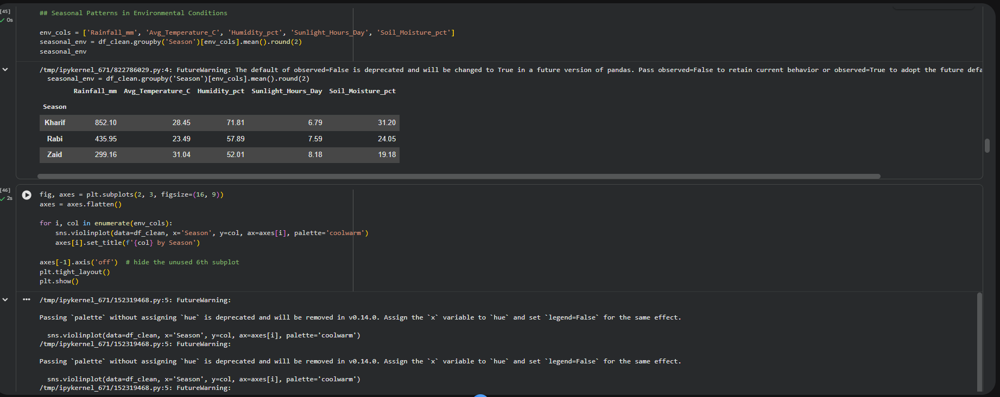 [45]
0s
## Seasonal Patterns in Environmental Conditions
env_cols = ['Rainfall_mm', 'Avg_Temperature_C', 'Humidity_pct', 'Sunlight_Hours_Day', 'Soil_Moisture_pct']
seasonal_env = df_clean.groupby('Season')[env_cols].mean().round(2)
seasonal_env
/tmp/ipykernel_671/822786029.py:4: FutureWarning: The default of observed=False is deprecated and will be changed to True in a future version of pandas. Pass observed=False to retain current behavior or observed=True to adopt the future defa
  seasonal_env = df_clean.groupby('Season')[env_cols].mean().round(2)
Rainfall_mm Avg_Temperature_C Humidity_pct Sunlight_Hours_Day Soil_Moisture_pct
Season
Kharif 852.10 28.45 71.81 6.79 31.20
Rabi 435.95 23.49 57.89 7.59 24.05
Zaid 299.16 31.04 52.01 8.18 19.18
[46]
2s
fig, axes = plt.subplots(2, 3, figsize=(16, 9))
axes = axes.flatten()
for i, col in enumerate(env_cols):
    sns.violinplot(data=df_clean, x='Season', y=col, ax=axes[i], palette='coolwarm')
    axes[i].set_title(f'{col} by Season')
axes[-1].axis('off')  # hide the unused 6th subplot
plt.tight_layout()
plt.show()
/tmp/ipykernel_671/152319468.py:5: FutureWarning:
Passing `palette` without assigning `hue` is deprecated and will be removed in v0.14.0. Assign the `x` variable to `hue` and set `legend=False` for the same effect.
  sns.violinplot(data=df_clean, x='Season', y=col, ax=axes[i], palette='coolwarm')
/tmp/ipykernel_671/152319468.py:5: FutureWarning:
Passing `palette` without assigning `hue` is deprecated and will be removed in v0.14.0. Assign the `x` variable to `hue` and set `legend=False` for the same effect.
  sns.violinplot(data=df_clean, x='Season', y=col, ax=axes[i], palette='coolwarm')
/tmp/ipykernel_671/152319468.py:5: FutureWarning: